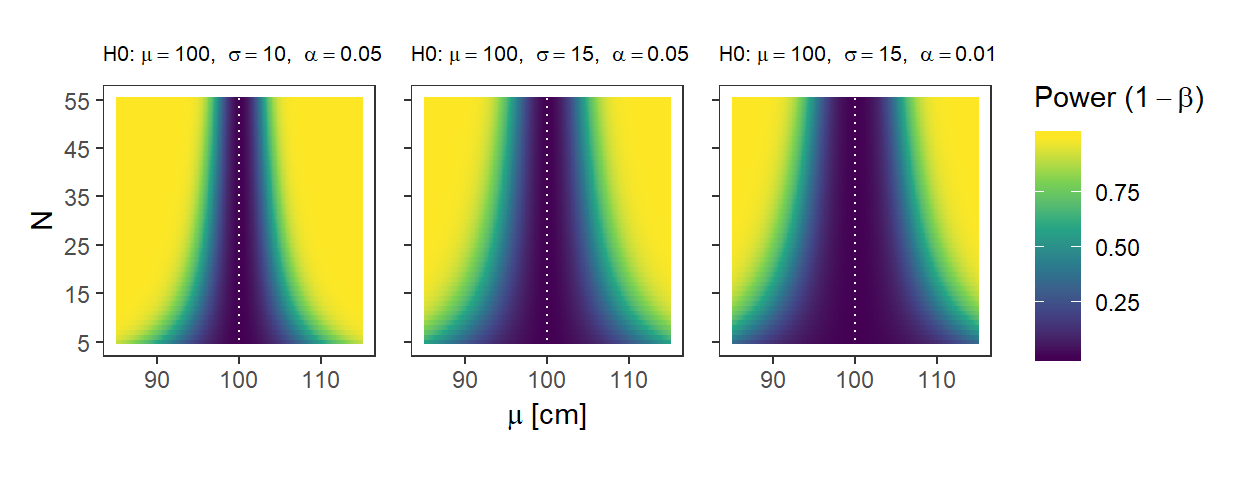 H0: μ = 100, σ = 10, α = 0.05
H0: μ = 100, σ = 15, α = 0.05
H0: μ = 100, σ = 15, α = 0.01
N
55
45
35
25
15
5
90 100 110
90 100 110
90 100 110
μ [cm]
Power (1 − β)
0.75
0.50
0.25